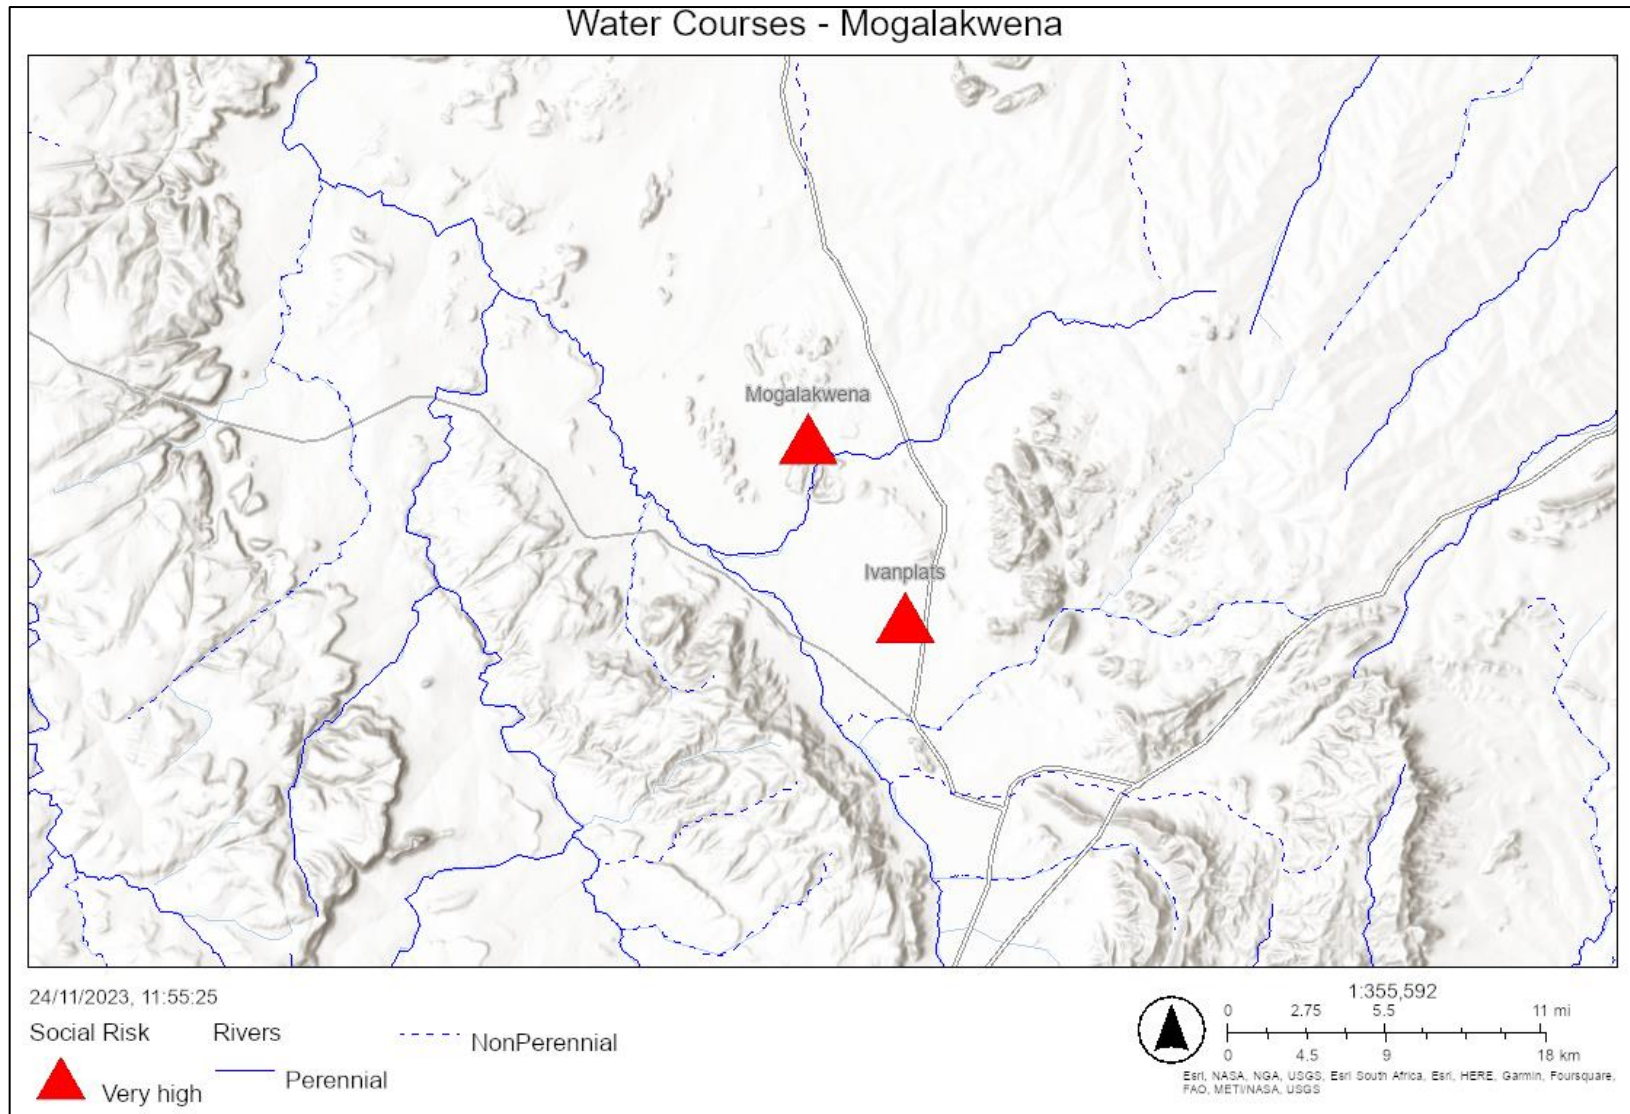 Water Courses - Mogalakwena
Mogalakwena
Ivanplats
24/11/2023, 11:55:25
Social Risk
Rivers
NonPerennial
Very high
Perennial
1:355,592
0 2.75 5.5 11 mi
0 4.5 9 18 km
Esri, NASA, NGA, USGS, Esri South Africa, Esri, HERE, Garmin, Foursquare,
FAO, METI/NASA, USGS